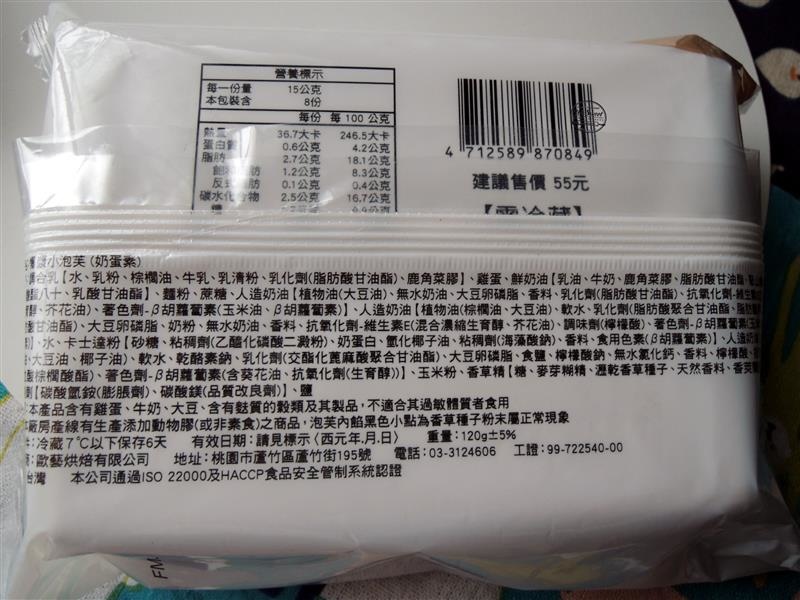 營養標示
每一份量 15公克
本包裝含 8份
每份 每 100 公克
熱量 36.7大卡 246.5大卡
蛋白質 0.6公克 4.2公克
脂肪 2.7公克 18.1公克
飽和脂肪 1.2公克 8.3公克
反式脂肪 0.1公克 0.4公克
碳水化合物 2.5公克 16.7公克
糖
4 712589 870849
建議售價 55元
【需冷藏】
小泡芙 (奶蛋素)
合乳【水、乳粉、棕櫚油、牛乳、乳清粉、乳化劑(脂肪酸甘油酯)、鹿角菜膠】、雞蛋、鮮奶油【乳油、牛奶、鹿角菜膠、脂肪酸甘油酯、
八十、乳酸甘油酯】、麵粉、蔗糖、人造奶油【植物油(大豆油)、無水奶油、大豆卵磷脂、香料、乳化劑(脂肪酸甘油酯)、抗氧化劑-維生
、芥花油)、著色劑-β胡蘿蔔素(玉米油、β胡蘿蔔素)】、人造奶油【植物油(棕櫚油、大豆油)、軟水、乳化劑(脂肪酸聚合甘油酯、脂肪
甘油酯)、大豆卵磷脂、奶粉、無水奶油、香料、抗氧化劑-維生素E(混合濃縮生育醇、芥花油)、調味劑(檸檬酸)、著色劑-β胡蘿蔔素(玉米
)】、水、卡士達粉【砂糖、粘稠劑(乙醯化磷酸二澱粉)、奶蛋白、氫化椰子油、粘稠劑(海藻酸鈉)、香料、食用色素(β胡蘿蔔素)】、人造奶
、大豆油、椰子油)、軟水、乾酪素鈉、乳化劑(交酯化蓖麻酸聚合甘油酯)、大豆卵磷脂、食鹽、檸檬酸鈉、無水氯化鈣、香料、檸檬酸、
棕櫚酸酯)、著色劑-β胡蘿蔔素(含葵花油、抗氧化劑(生育醇))】、玉米粉、香草精【糖、麥芽糊精、瀝乾香草種子、天然香料、香莢
【碳酸氫銨(膨脹劑)、碳酸鎂(品質改良劑)】、鹽
本產品含有雞蛋、牛奶、大豆、含有麩質的穀類及其製品，不適合其過敏體質者食用
廠房產線有生產添加動物膠(或非素食)之商品，泡芙內餡黑色小點為香草種子粉末屬正常現象
:冷藏7℃以下保存6天 有效日期:請見標示〈西元年.月.日〉 重量:120g±5%
:歐藝烘焙有限公司 地址:桃園市蘆竹區蘆竹街195號 電話:03-3124606 工證:99-722540-00
台灣 本公司通過ISO 22000及HACCP食品安全管制系統認證
FM